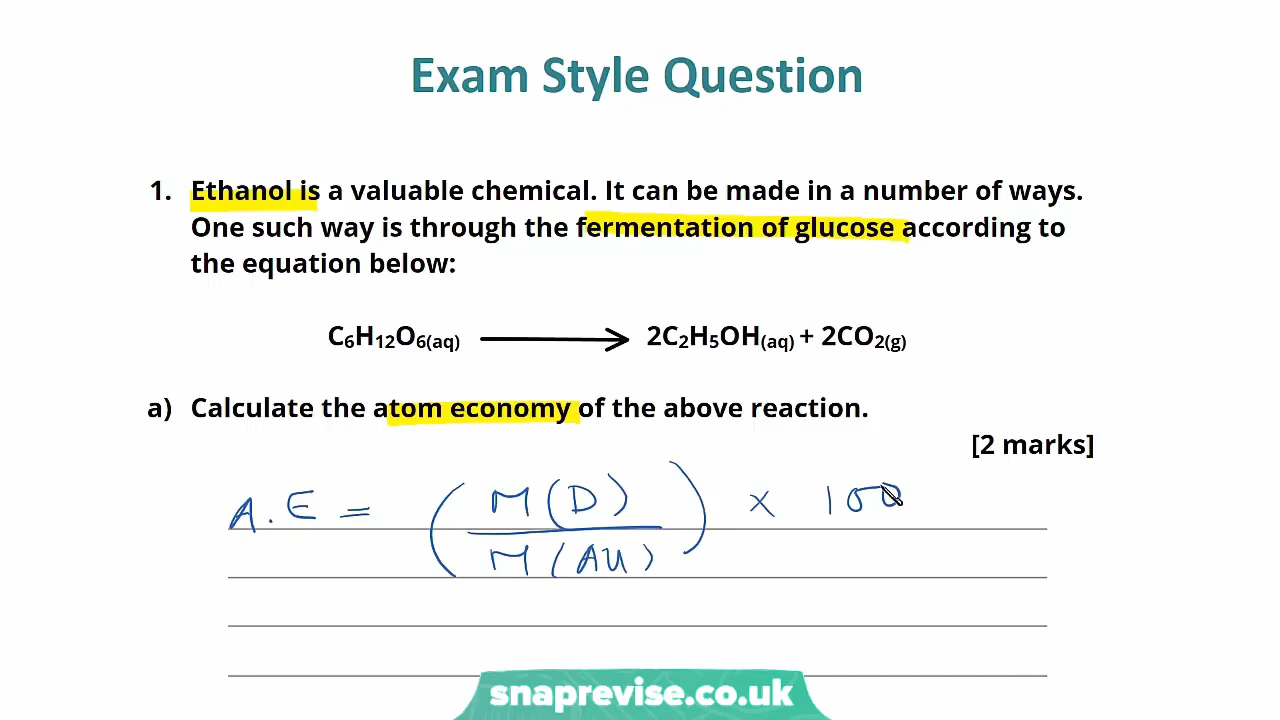 Exam Style Question
1. Ethanol is a valuable chemical. It can be made in a number of ways.
One such way is through the fermentation of glucose according to
the equation below:
C₆H₁₂O₆(aq) ⟶ 2C₂H₅OH(aq) + 2CO₂(g)
a) Calculate the atom economy of the above reaction.
[2 marks]
A.E = (M(D) / M(AU)) × 100
snaprevise.co.uk